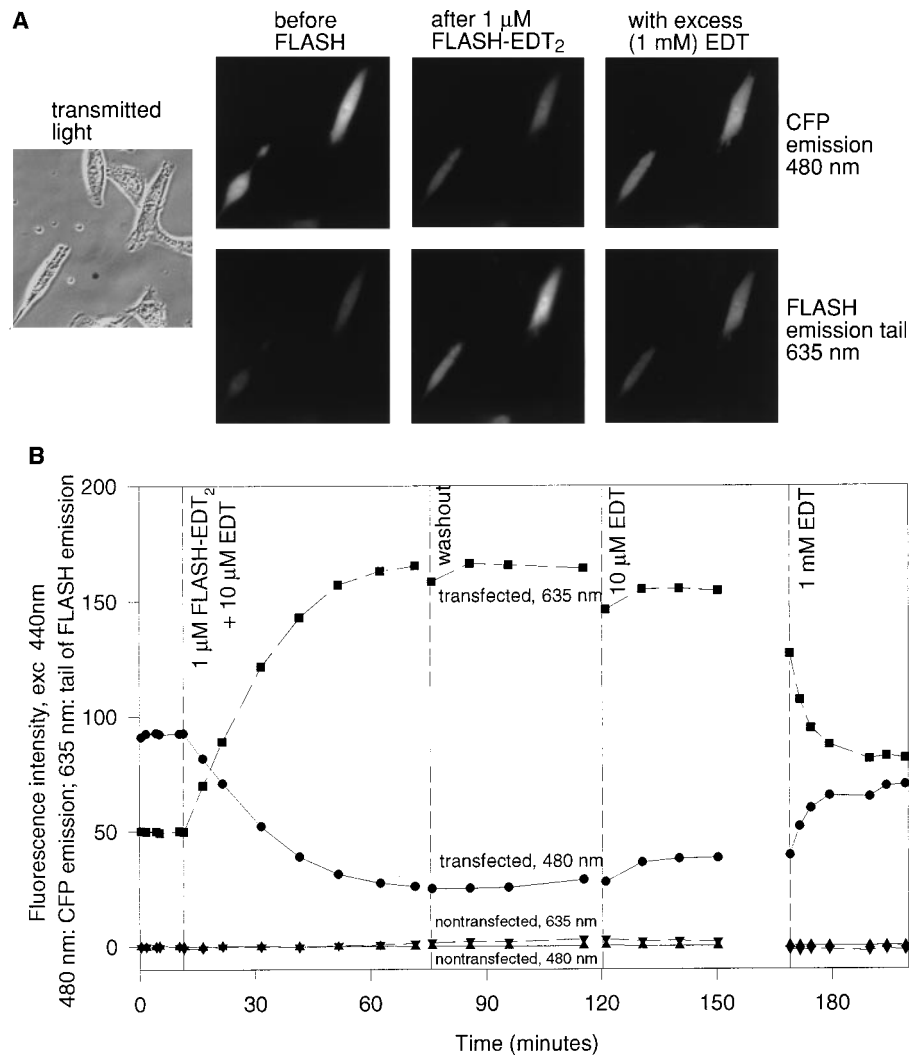 A
before
FLASH
after 1 μM
FLASH-EDT2
with excess
(1 mM) EDT
transmitted
light
CFP
emission
480 nm
FLASH
emission tail
635 nm
B
Fluorescence intensity, exc 440nm
480 nm: CFP emission; 635 nm: tail of FLASH emission
200
150
100
50
0
1 μM FLASH-EDT2
+ 10 μM EDT
washout
10 μM EDT
1 mM EDT
transfected, 635 nm
transfected, 480 nm
nontransfected, 635 nm
nontransfected, 480 nm
0 30 60 90 120 150 180
Time (minutes)